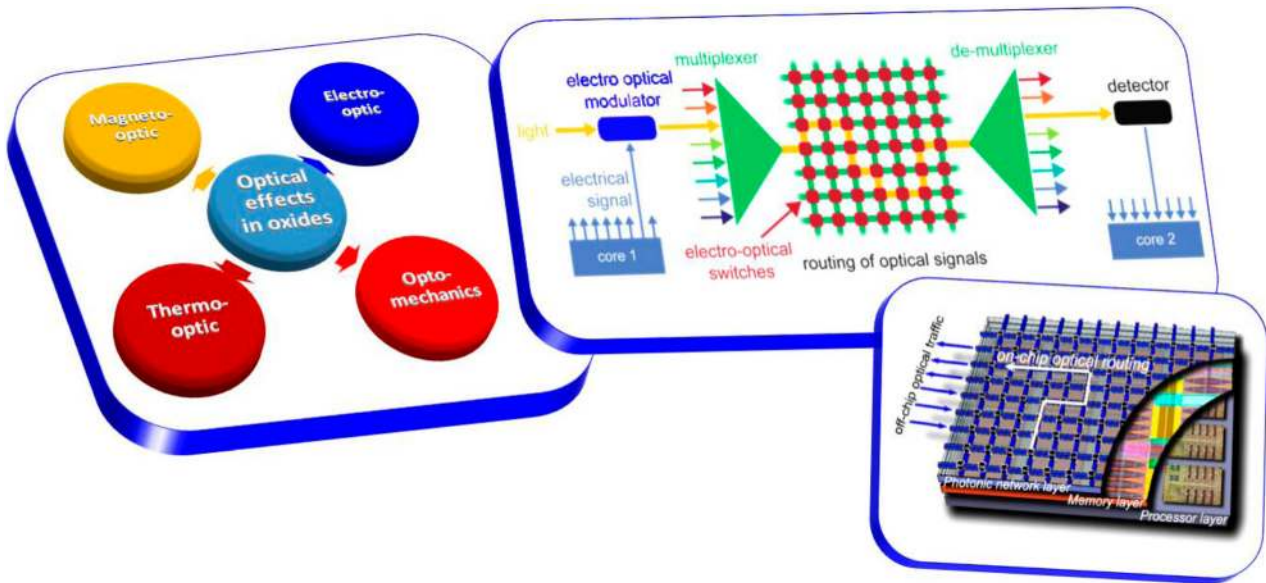 Magneto-
optic
Electro-
optic
Optical
effects
in oxides
Thermo-
optic
Opto-
mechanics
multiplexer
de-multiplexer
electro optical
modulator
detector
light
electrical
signal
core 1
electro-optical
switches
routing of optical signals
core 2
off-chip optical traffic
on-chip optical routing
Photonic network layer
Memory layer
Processor layer